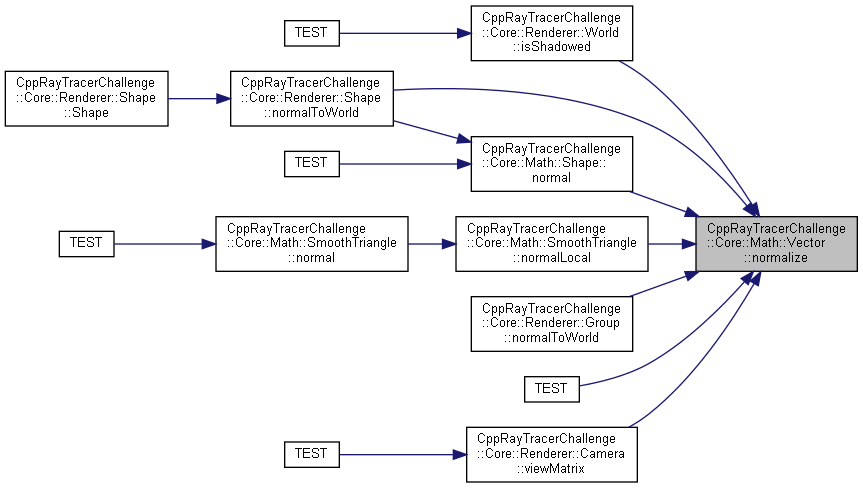 TEST
CppRayTracerChallenge
::Core::Renderer::World
::isShadowed
CppRayTracerChallenge
::Core::Renderer::Shape
::Shape
CppRayTracerChallenge
::Core::Renderer::Shape
::normalToWorld
TEST
CppRayTracerChallenge
::Core::Math::Shape::
normal
TEST
CppRayTracerChallenge
::Core::Math::SmoothTriangle
::normal
CppRayTracerChallenge
::Core::Math::SmoothTriangle
::normalLocal
CppRayTracerChallenge
::Core::Math::Vector
::normalize
CppRayTracerChallenge
::Core::Renderer::Group
::normalToWorld
TEST
TEST
CppRayTracerChallenge
::Core::Renderer::Camera
::viewMatrix